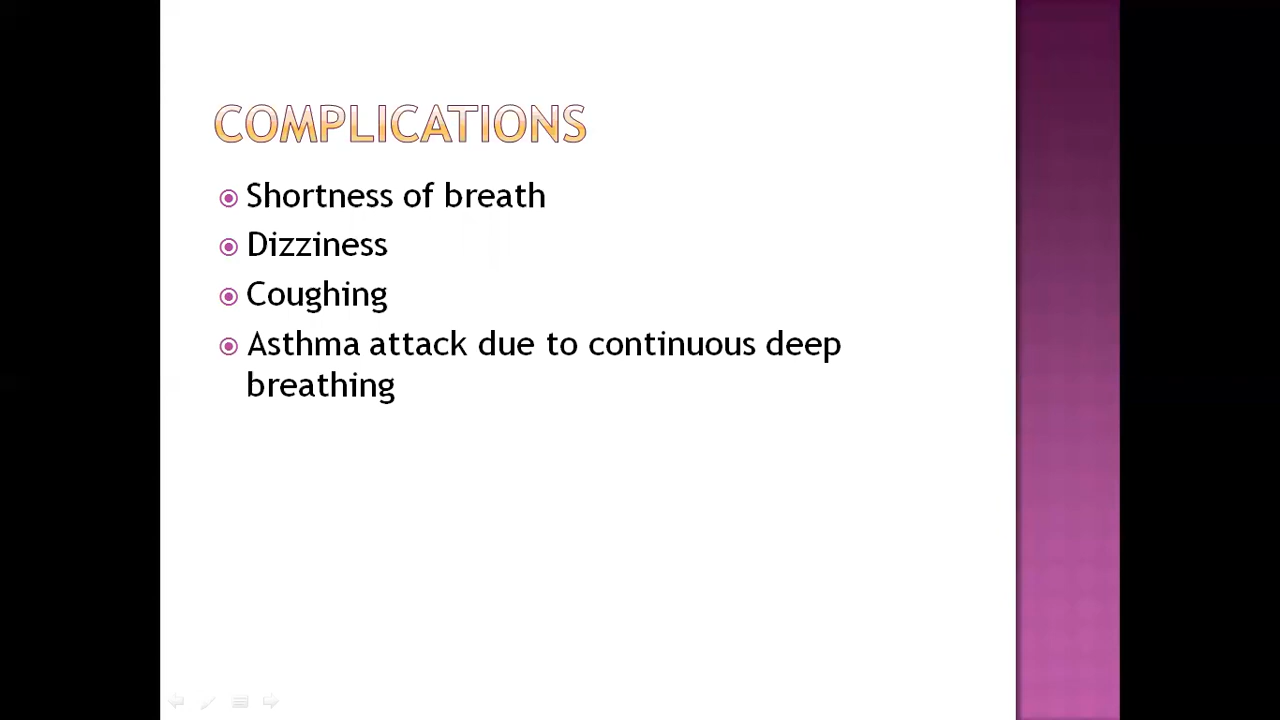 COMPLICATIONS
Shortness of breath
Dizziness
Coughing
Asthma attack due to continuous deep
breathing